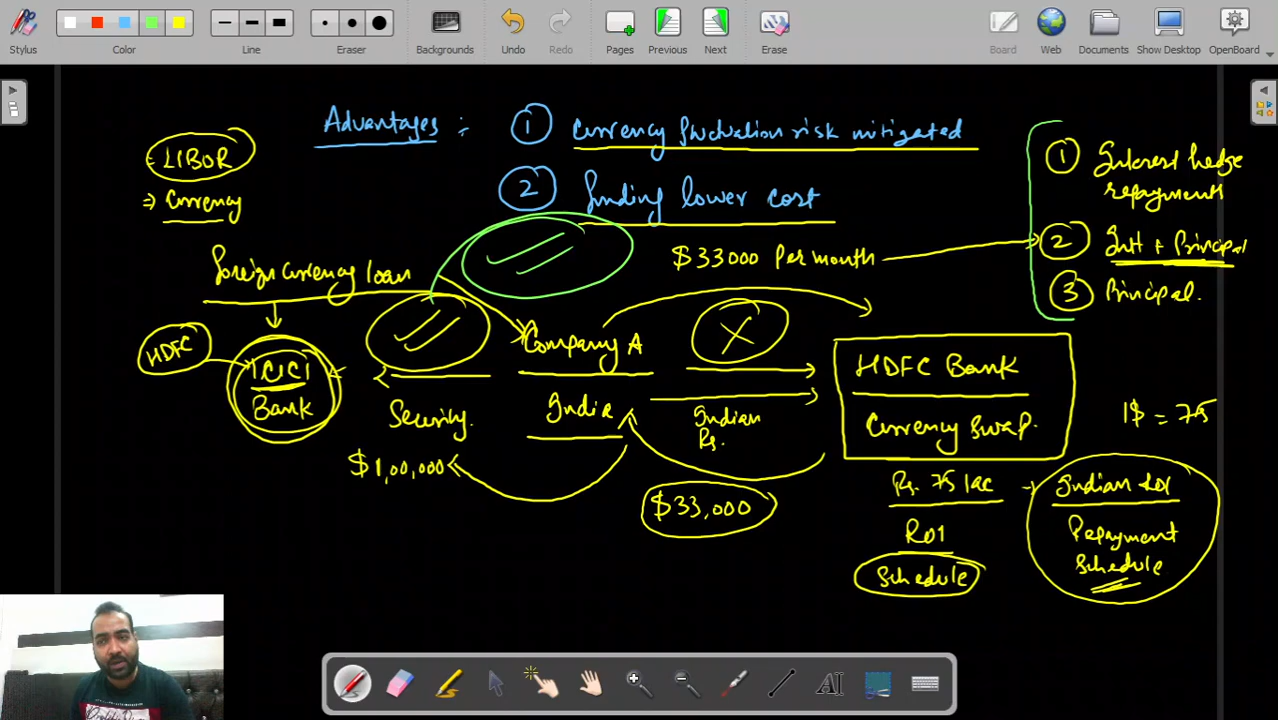 Stylus
Color
Line
Eraser
Backgrounds
Undo
Redo
Pages
Previous
Next
Erase
Board
Web
Documents
Show Desktop
OpenBoard
Advantages :
1 Currency fluctuation risk mitigated
2 funding lower cost
LIBOR
⇒ Currency
1 Interest hedge
repayments
2 Intt + Principal
3 Principal.
$33000 Per month
foreign currency loan
HDFC
ICICI
Bank
Security.
$1,00,000
Company A
India
X
Indian
Rs.
$33,000
HDFC Bank
Currency Swap.
1$ = 75
Rs. 75 lac
ROI
Schedule
Indian ROI
Repayment
Schedule